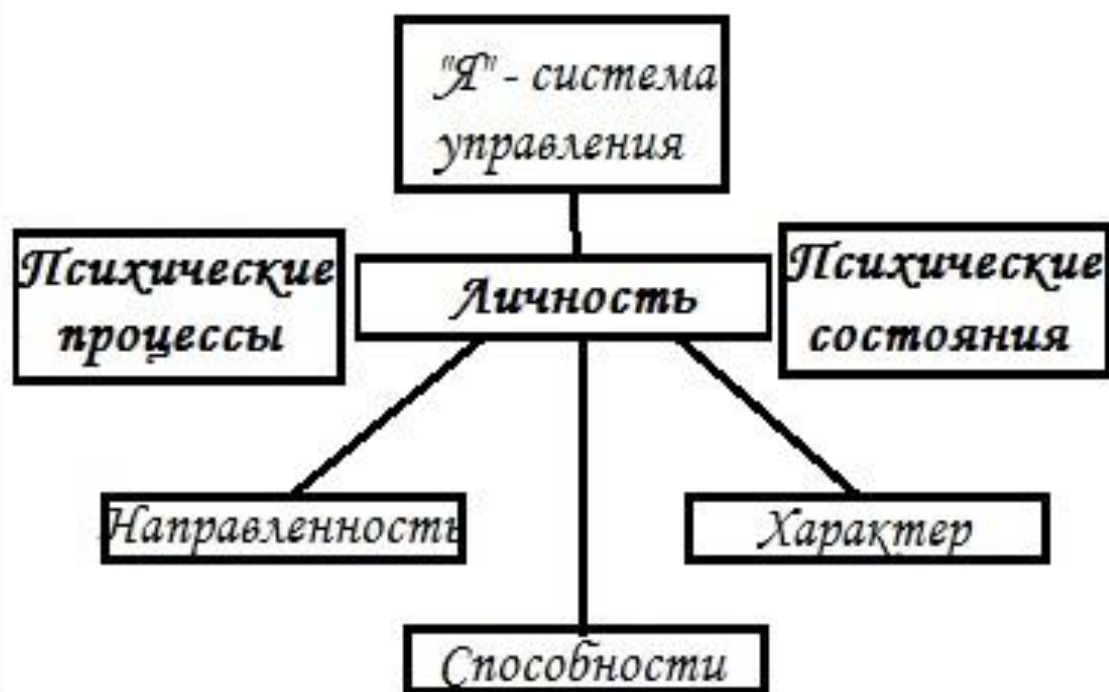 "Я" - система
управления
Психические
процессы
Личность
Психические
состояния
Направленность
Характер
Способности